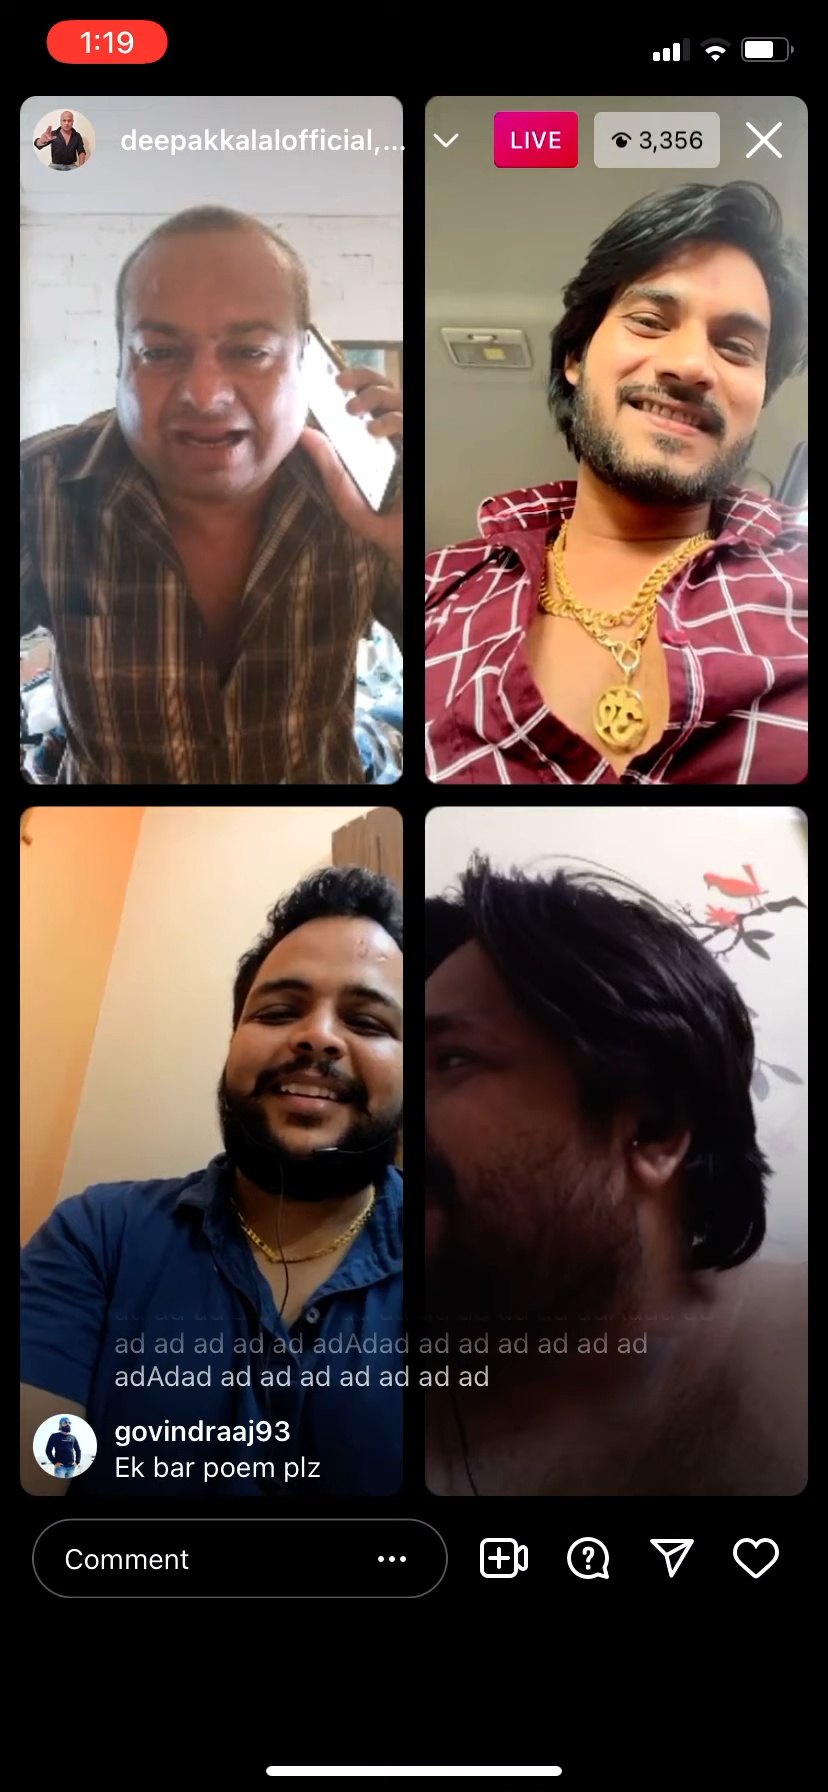 1:19
deepakkalalofficial,...
LIVE
3,356
ad ad ad ad ad adAdad ad ad ad ad ad ad
adAdad ad ad ad ad ad ad ad
govindraaj93
Ek bar poem plz
Comment